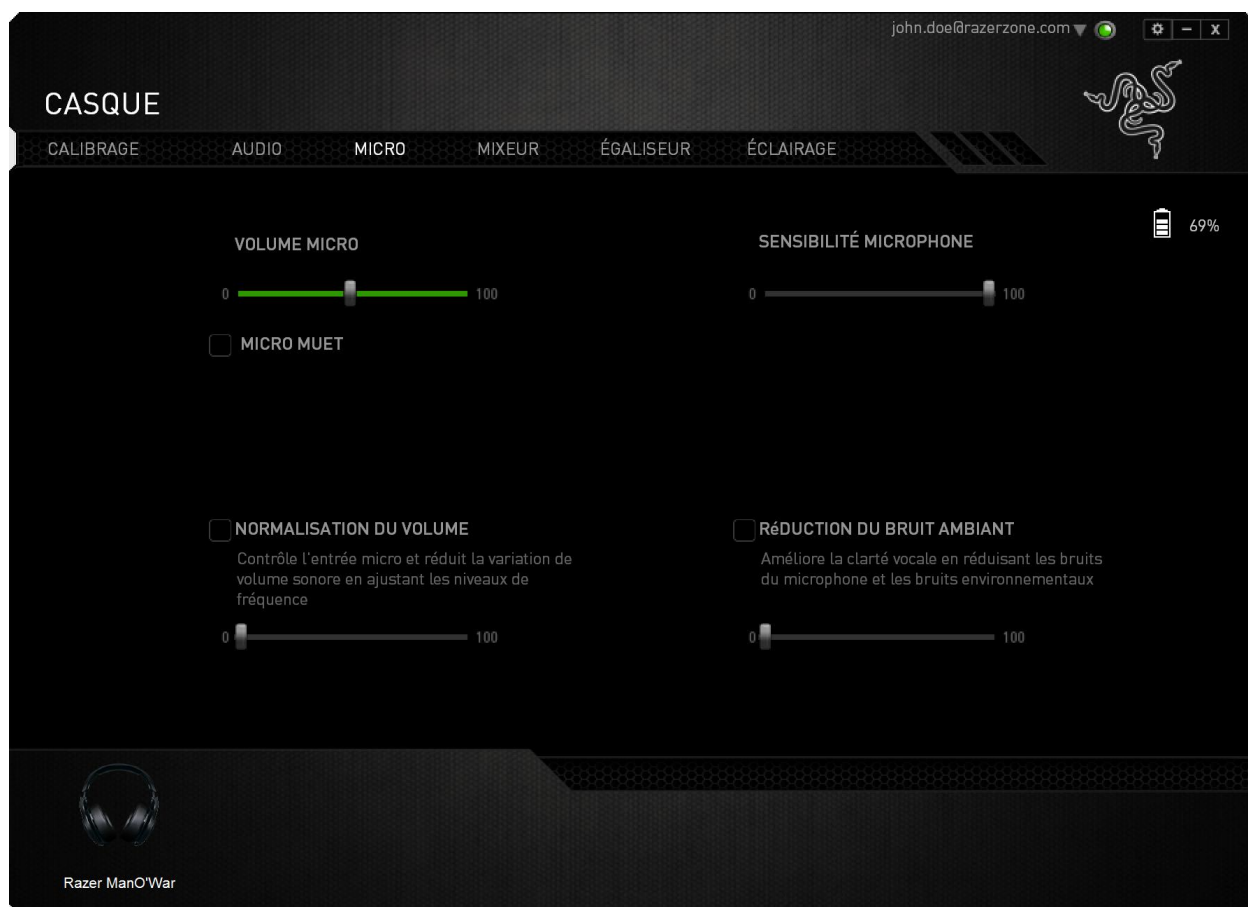 john.doe@razerzone.com
X
CASQUE
CALIBRAGE AUDIO MICRO MIXEUR ÉGALISEUR ÉCLAIRAGE
69%
VOLUME MICRO
0 100
MICRO MUET
SENSIBILITÉ MICROPHONE
0 100
NORMALISATION DU VOLUME
Contrôle l'entrée micro et réduit la variation de
volume sonore en ajustant les niveaux de
fréquence
0 100
RéDUCTION DU BRUIT AMBIANT
Améliore la clarté vocale en réduisant les bruits
du microphone et les bruits environnementaux
0 100
Razer ManO'War